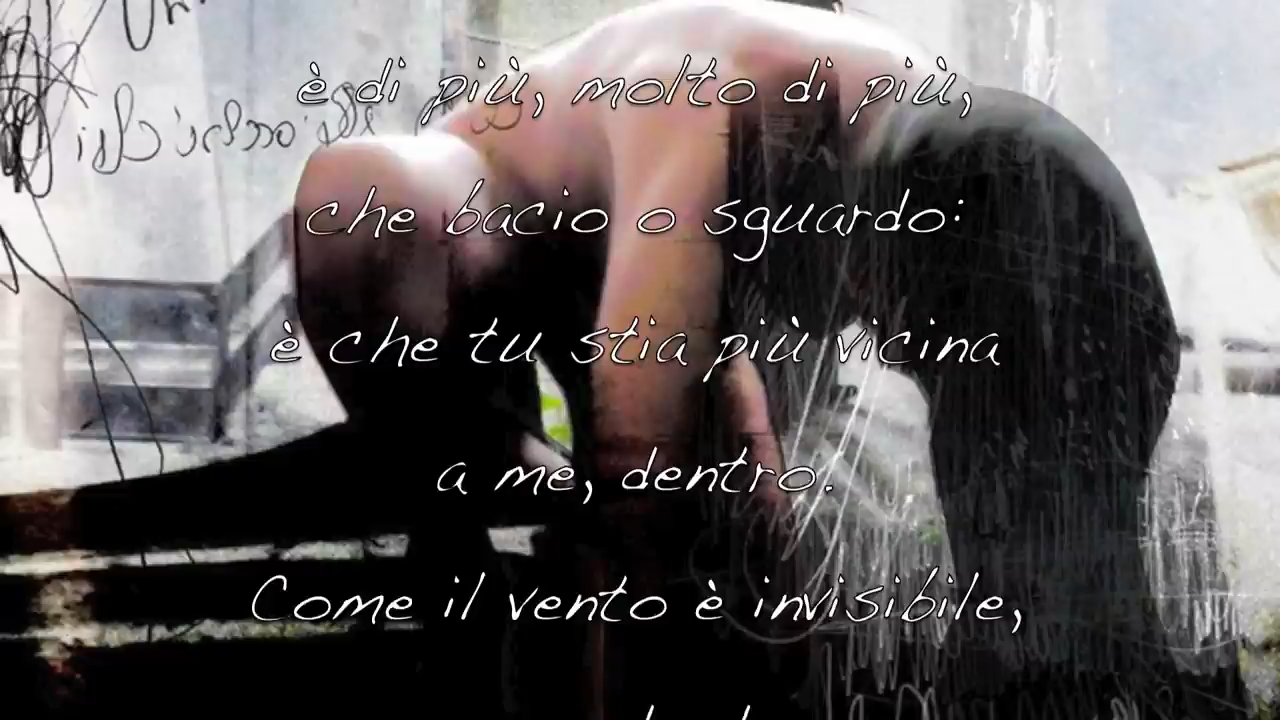 è di più, molto di più,
che bacio o sguardo:
è che tu stia più vicina
a me, dentro.
Come il vento è invisibile,